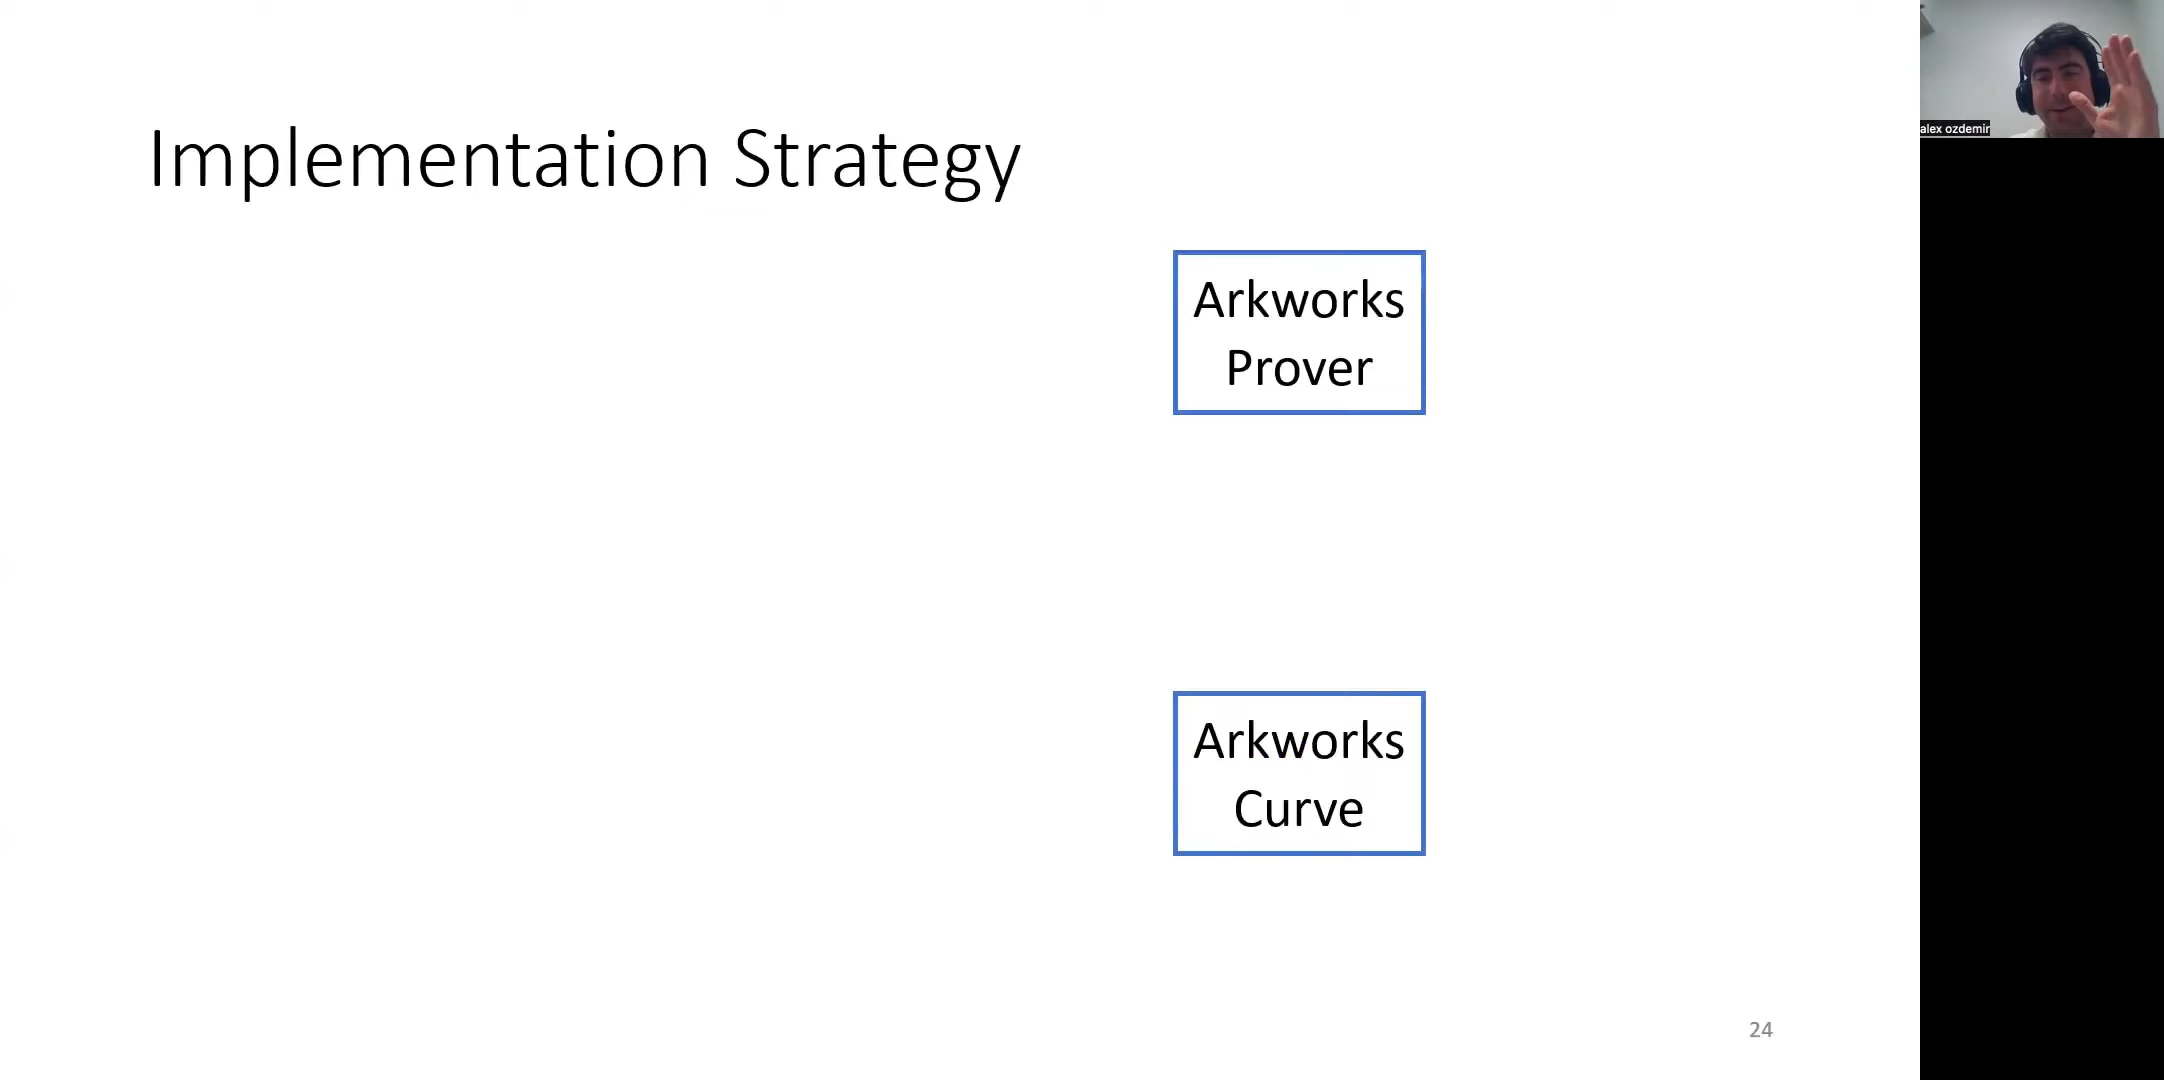 Implementation Strategy
alex ozdemir
Arkworks
Prover
Arkworks
Curve
24